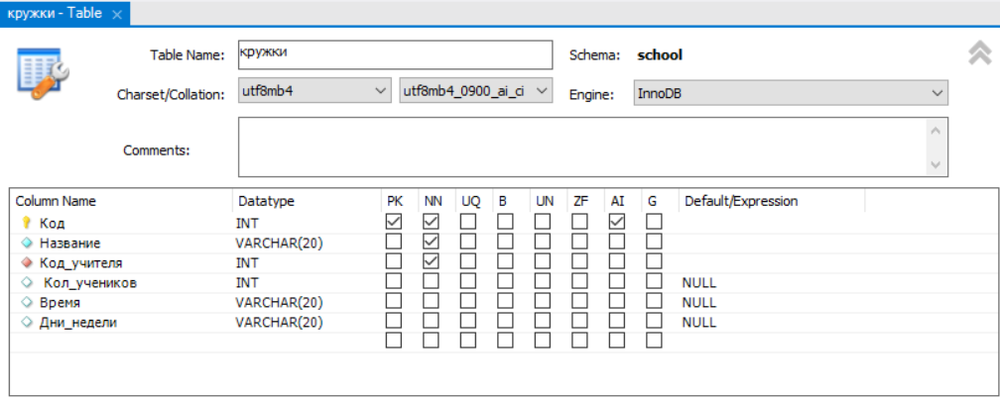 кружки - Table ×
Table Name: кружки Schema: school
Charset/Collation: utf8mb4 utf8mb4_0900_ai_ci Engine: InnoDB
Comments:
Column Name Datatype PK NN UQ B UN ZF AI G Default/Expression
Код INT
Название VARCHAR(20)
Код_учителя INT
Кол_учеников INT NULL
Время VARCHAR(20) NULL
Дни_недели VARCHAR(20) NULL